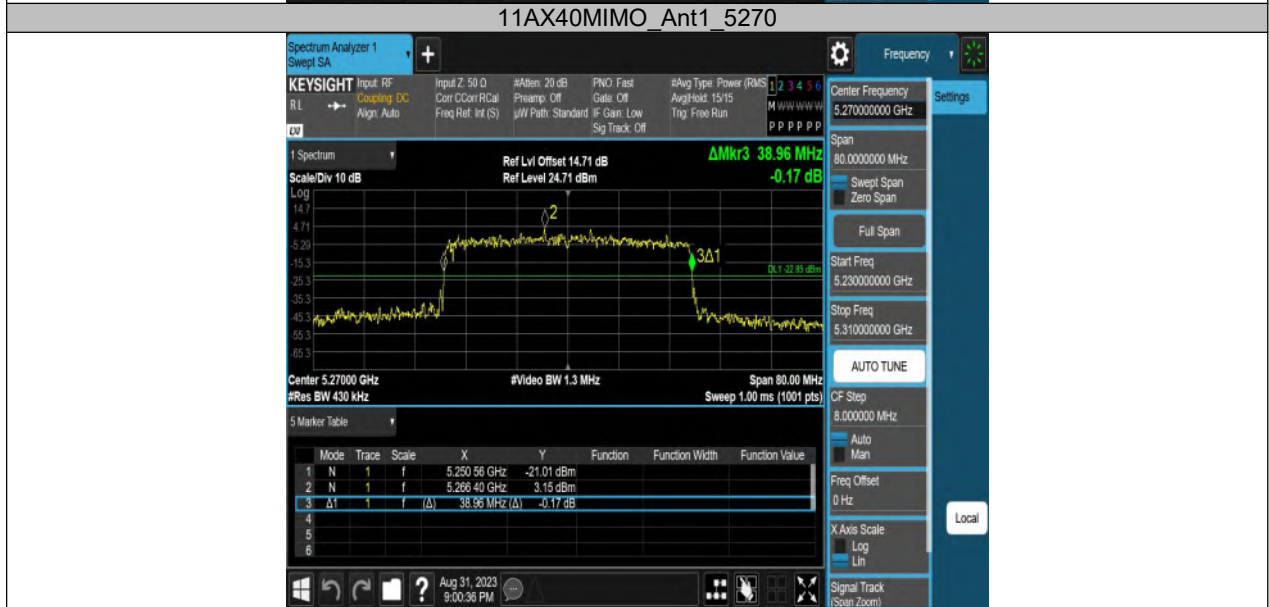 11AX40MIMO_Ant1_5270
Spectrum Analyzer 1
Swept SA
+
Frequency
KEYSIGHT Input: RF Input Z: 50 Ω #Atten: 20 dB PNO: Fast #Avg Type: Power (RMS 1 2 3 4 5 6
RL Coupling: DC Corr CCorr RCal Preamp: Off Gate: Off Avg|Hold: 15/15 M W W W W W
Align: Auto Freq Ref: Int (S) µW Path: Standard IF Gain: Low Trig: Free Run
Sig Track: Off P P P P P P
LXI
Center Frequency
5.270000000 GHz
Settings
1 Spectrum
Ref Lvl Offset 14.71 dB
ΔMkr3 38.96 MHz
Scale/Div 10 dB
Ref Level 24.71 dBm
-0.17 dB
Log
14.7
4.71
-5.29
-15.3
-25.3
-35.3
-45.3
-55.3
-65.3
1
2
3Δ1
DL1 -22.85 dBm
Center 5.27000 GHz
#Video BW 1.3 MHz
Span 80.00 MHz
#Res BW 430 kHz
Sweep 1.00 ms (1001 pts)
Span
80.0000000 MHz
Swept Span
Zero Span
Full Span
Start Freq
5.230000000 GHz
Stop Freq
5.310000000 GHz
AUTO TUNE
CF Step
8.000000 MHz
Auto
Man
Freq Offset
0 Hz
X Axis Scale
Log
Lin
Signal Track
(Span Zoom)
Local
5 Marker Table
Mode Trace Scale X Y Function Function Width Function Value
1 N 1 f 5.250 56 GHz -21.01 dBm
2 N 1 f 5.266 40 GHz 3.15 dBm
3 Δ1 1 f (Δ) 38.96 MHz (Δ) -0.17 dB
4
5
6
?
Aug 31, 2023
9:00:36 PM